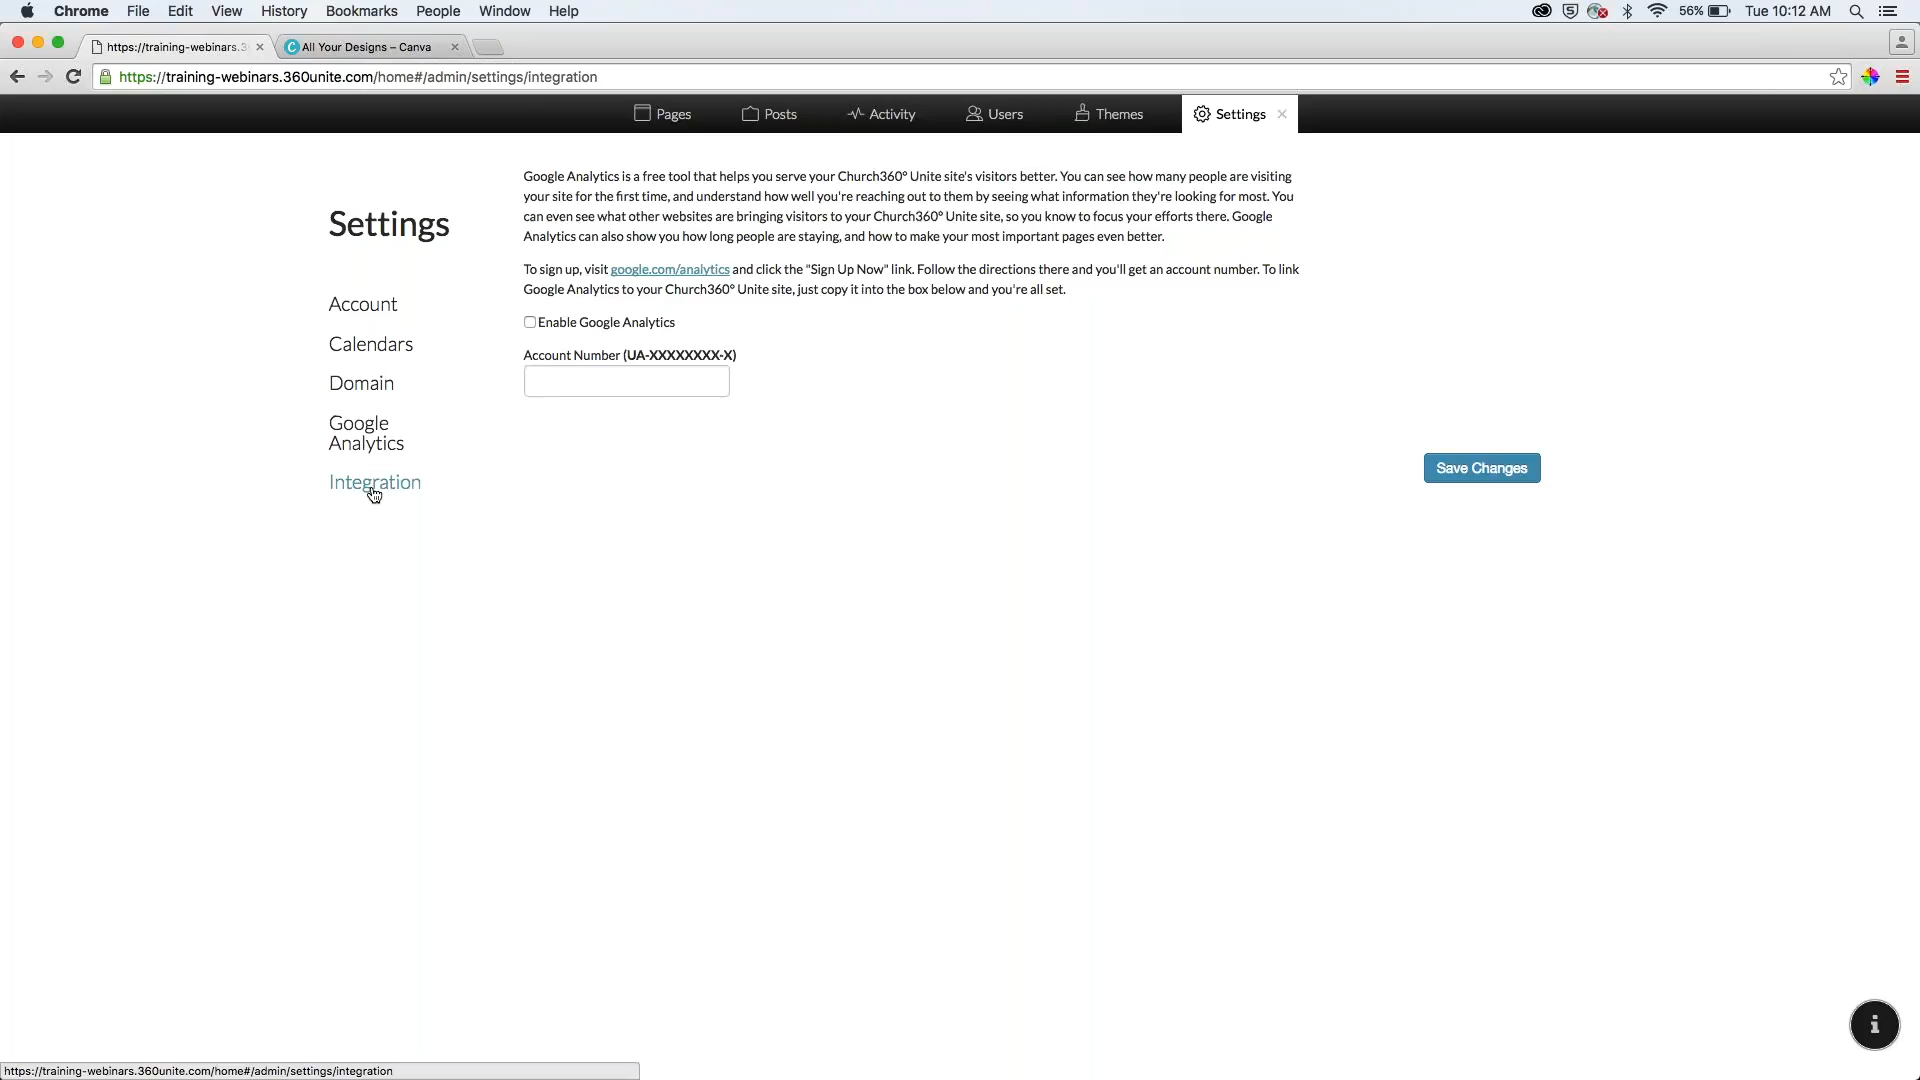 Chrome File Edit View History Bookmarks People Window Help 56% Tue 10:12 AM
https://training-webinars.3 All Your Designs – Canva
https://training-webinars.360unite.com/home#/admin/settings/integration
Pages Posts Activity Users Themes Settings
Google Analytics is a free tool that helps you serve your Church360° Unite site's visitors better. You can see how many people are visiting
your site for the first time, and understand how well you're reaching out to them by seeing what information they're looking for most. You
can even see what other websites are bringing visitors to your Church360° Unite site, so you know to focus your efforts there. Google
Analytics can also show you how long people are staying, and how to make your most important pages even better.
To sign up, visit google.com/analytics and click the "Sign Up Now" link. Follow the directions there and you'll get an account number. To link
Google Analytics to your Church360° Unite site, just copy it into the box below and you're all set.
Enable Google Analytics
Account Number (UA-XXXXXXXX-X)
Settings
Account
Calendars
Domain
Google
Analytics
Integration
Save Changes
https://training-webinars.360unite.com/home#/admin/settings/integration